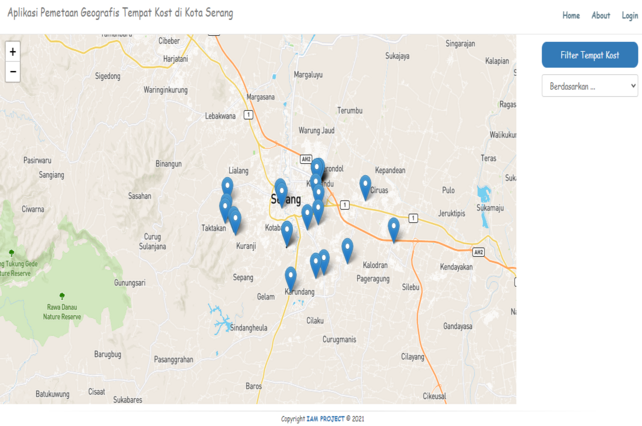 Aplikasi Pemetaan Geografis Tempat Kost di Kota Serang
Home About Login
Filter Tempat Kost
Berdasarkan ...
+
−
Cibeber
Harjatani
Singarajan
Sukajaya
Kalapian
Sigedong
Margaluyu
Waringinkurung
Margasana
Lebakwana
1
Terumbu
Warung Jaud
Pasirwaru
Binangun
AH2
Teras
Sangiang
Lialang
Kepandean
Ciruas
Pulo
Sasahan
Serang
Ciwarna
1
Sukamaju
Jeruktipis
1
Taktakan
Curug
Sulanjana
Kuranji
AH2
Nature Reserve
Sepang
Kalodran
Kendayakan
Gunungsari
Pageragung
Silebu
Gelam
Karundang
Rawa Danau
Nature Reserve
Cilaku
Sindangheula
Gandayasa
Curugmanis
Barugbug
Pasanggrahan
Cilayang
Baros
Batukuwung
Cisaat
Sukabares
Cikeusal
Copyright IAM PROJECT © 2021